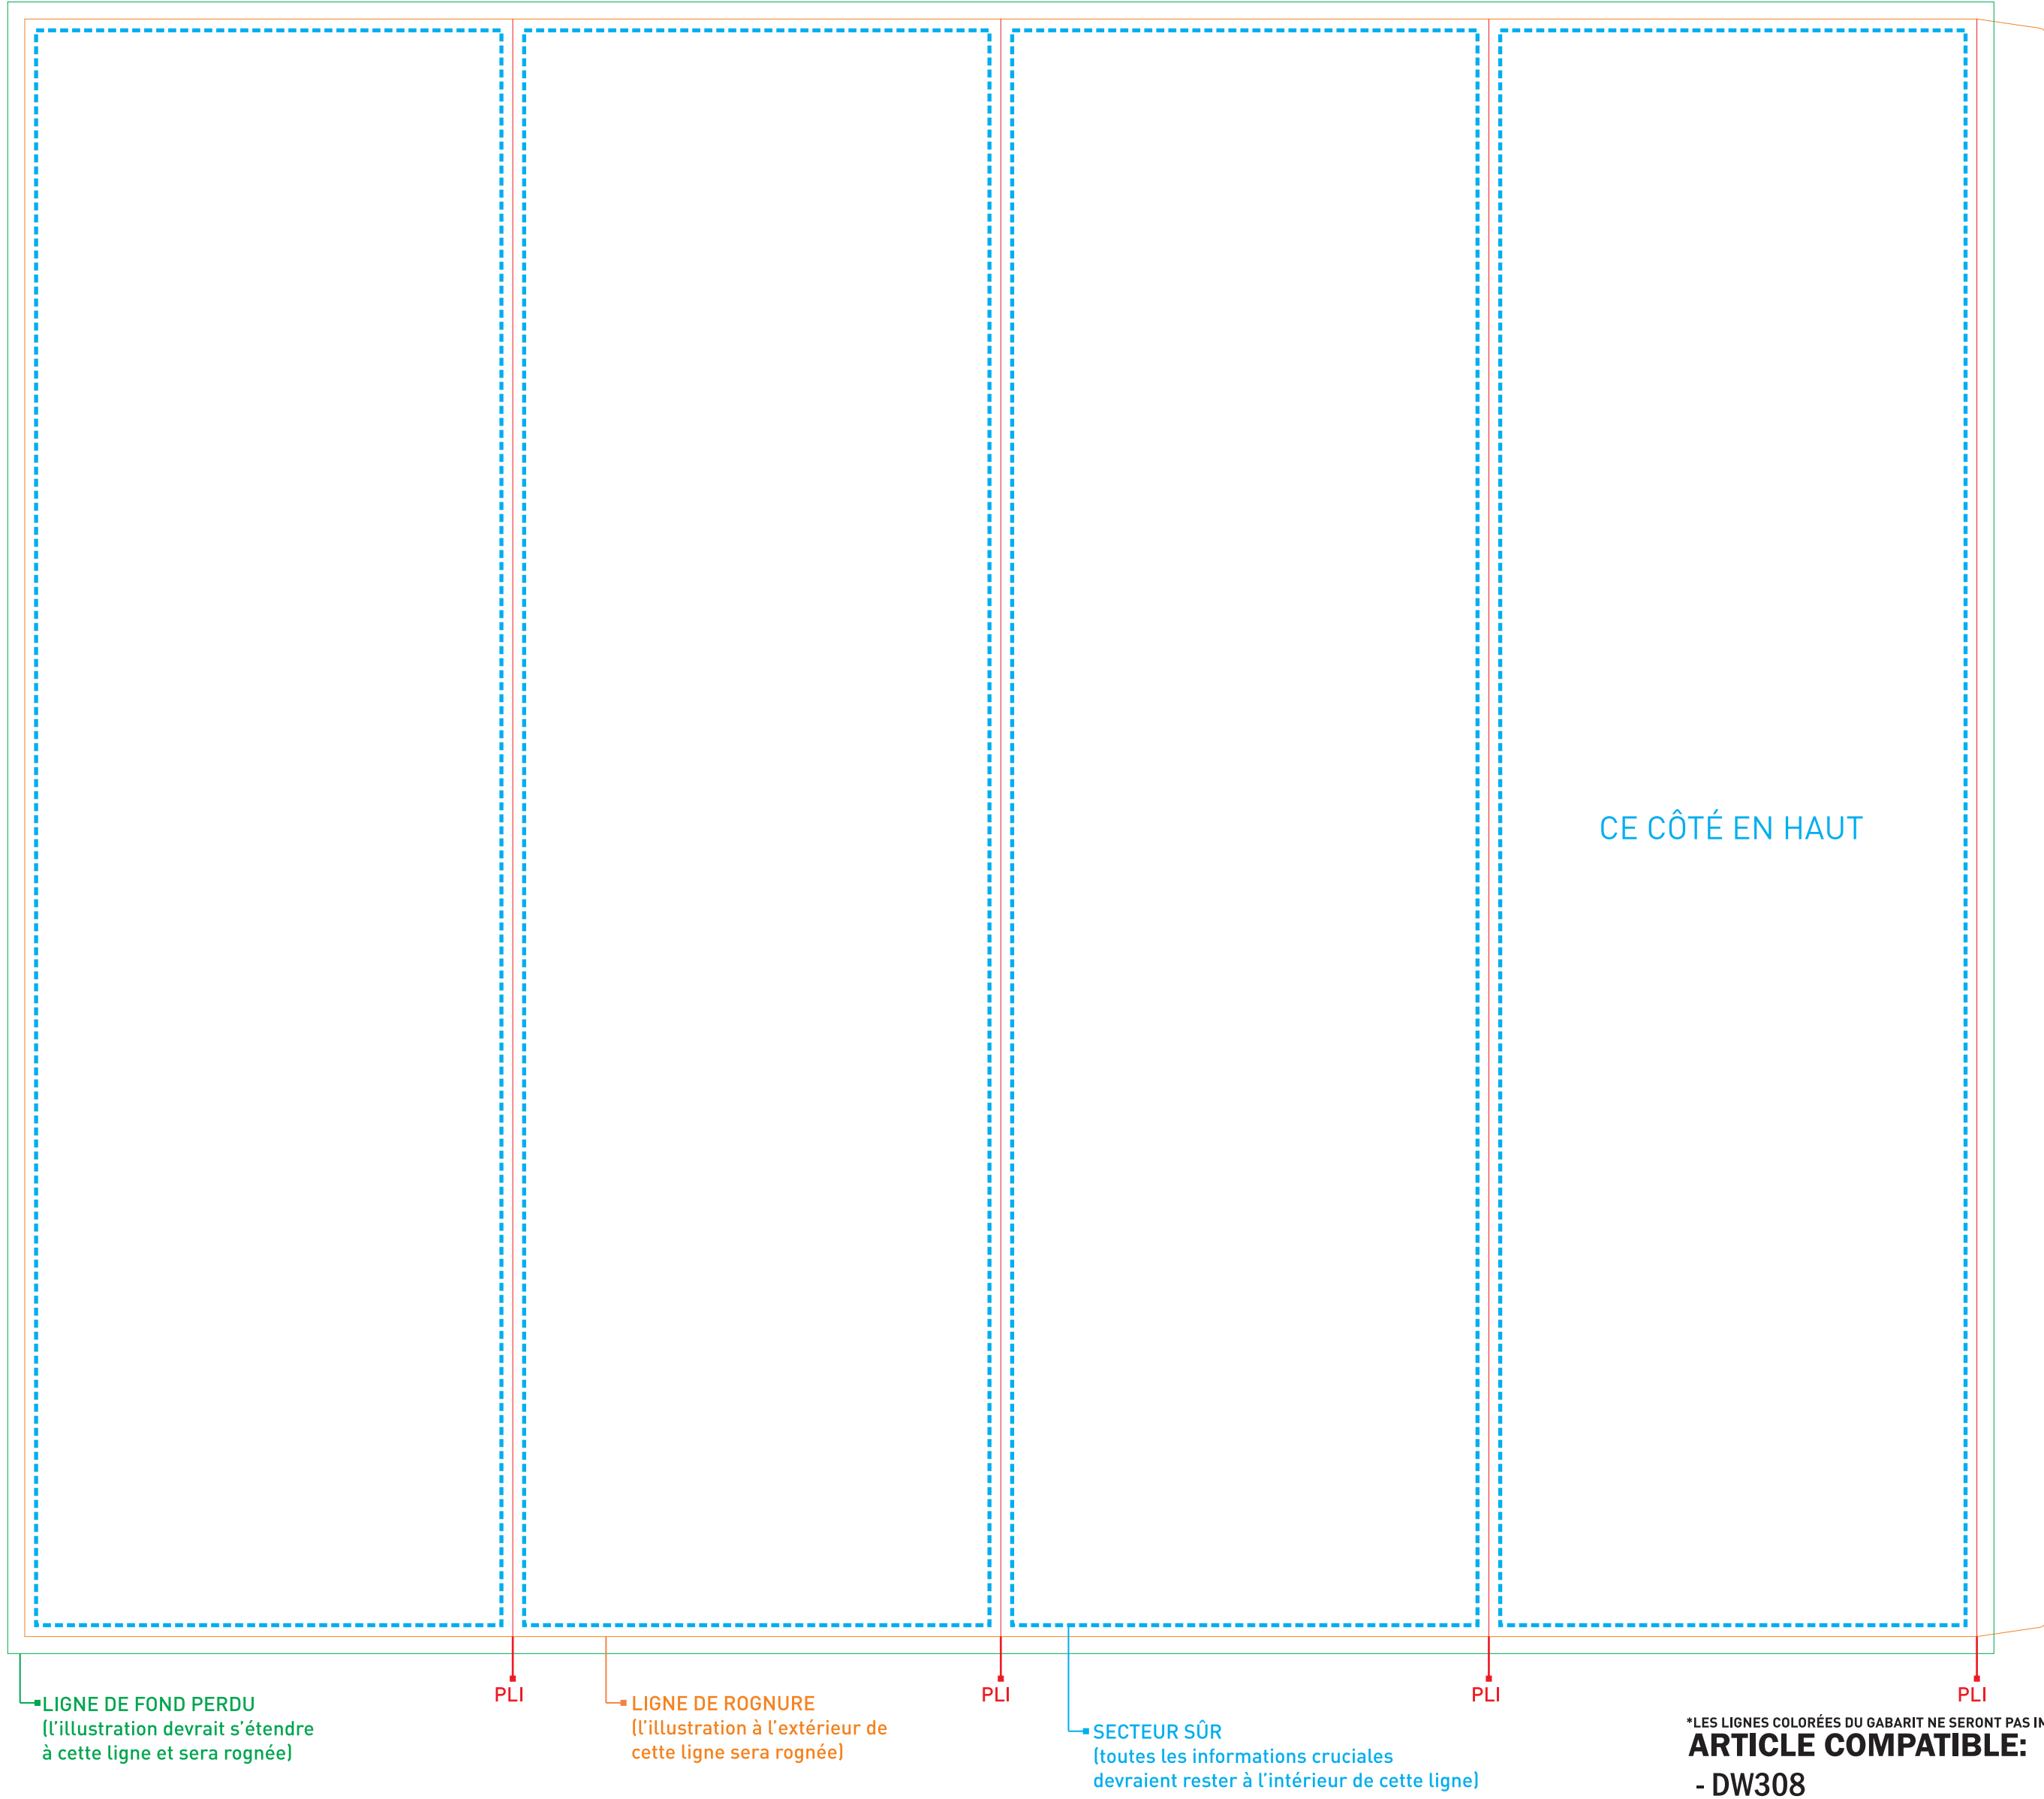 CE CÔTÉ EN HAUT
PLI
PLI
PLI
PLI
LIGNE DE FOND PERDU
(l’illustration devrait s’étendre
à cette ligne et sera rognée)
LIGNE DE ROGNURE
(l’illustration à l’extérieur de
cette ligne sera rognée)
SECTEUR SÛR
(toutes les informations cruciales
devraient rester à l’intérieur de cette ligne)
*LES LIGNES COLORÉES DU GABARIT NE SERONT PAS
ARTICLE COMPATIBLE:
- DW308